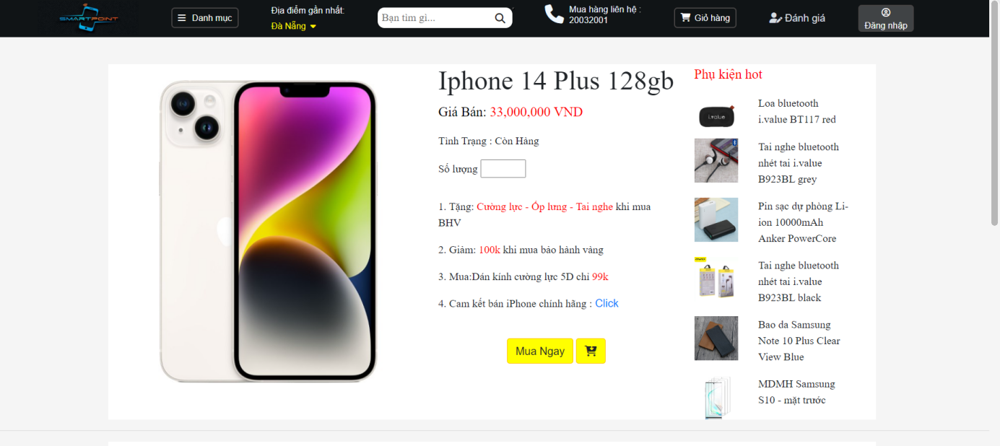 SMARTPOINT
Danh mục
Địa điểm gần nhất:
Đà Nẵng
Bạn tìm gì...
Mua hàng liên hệ :
20032001
Giỏ hàng
Đánh giá
Đăng nhập
Iphone 14 Plus 128gb
Giá Bán: 33,000,000 VND
Tình Trạng : Còn Hàng
Số lượng
1. Tặng: Cường lực - Ốp lưng - Tai nghe khi mua
BHV
2. Giảm: 100k khi mua bảo hành vàng
3. Mua:Dán kính cường lực 5D chỉ 99k
4. Cam kết bán iPhone chính hãng : Click
Mua Ngay
Phụ kiện hot
i.value
Loa bluetooth
i.value BT117 red
Tai nghe bluetooth
nhét tai i.value
B923BL grey
Pin sạc dự phòng Li-
ion 10000mAh
Anker PowerCore
Tai nghe bluetooth
nhét tai i.value
B923BL black
Bao da Samsung
Note 10 Plus Clear
View Blue
MDMH Samsung
S10 - mặt trước